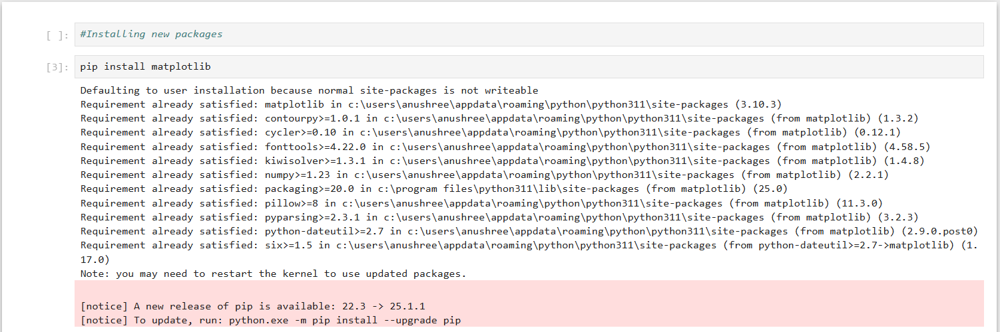 [ ]: #Installing new packages
[3]: pip install matplotlib
Defaulting to user installation because normal site-packages is not writeable
Requirement already satisfied: matplotlib in c:\users\anushree\appdata\roaming\python\python311\site-packages (3.10.3)
Requirement already satisfied: contourpy>=1.0.1 in c:\users\anushree\appdata\roaming\python\python311\site-packages (from matplotlib) (1.3.2)
Requirement already satisfied: cycler>=0.10 in c:\users\anushree\appdata\roaming\python\python311\site-packages (from matplotlib) (0.12.1)
Requirement already satisfied: fonttools>=4.22.0 in c:\users\anushree\appdata\roaming\python\python311\site-packages (from matplotlib) (4.58.5)
Requirement already satisfied: kiwisolver>=1.3.1 in c:\users\anushree\appdata\roaming\python\python311\site-packages (from matplotlib) (1.4.8)
Requirement already satisfied: numpy>=1.23 in c:\users\anushree\appdata\roaming\python\python311\site-packages (from matplotlib) (2.2.1)
Requirement already satisfied: packaging>=20.0 in c:\program files\python311\lib\site-packages (from matplotlib) (25.0)
Requirement already satisfied: pillow>=8 in c:\users\anushree\appdata\roaming\python\python311\site-packages (from matplotlib) (11.3.0)
Requirement already satisfied: pyparsing>=2.3.1 in c:\users\anushree\appdata\roaming\python\python311\site-packages (from matplotlib) (3.2.3)
Requirement already satisfied: python-dateutil>=2.7 in c:\users\anushree\appdata\roaming\python\python311\site-packages (from matplotlib) (2.9.0.post0)
Requirement already satisfied: six>=1.5 in c:\users\anushree\appdata\roaming\python\python311\site-packages (from python-dateutil>=2.7->matplotlib) (1.
17.0)
Note: you may need to restart the kernel to use updated packages.
[notice] A new release of pip is available: 22.3 -> 25.1.1
[notice] To update, run: python.exe -m pip install --upgrade pip